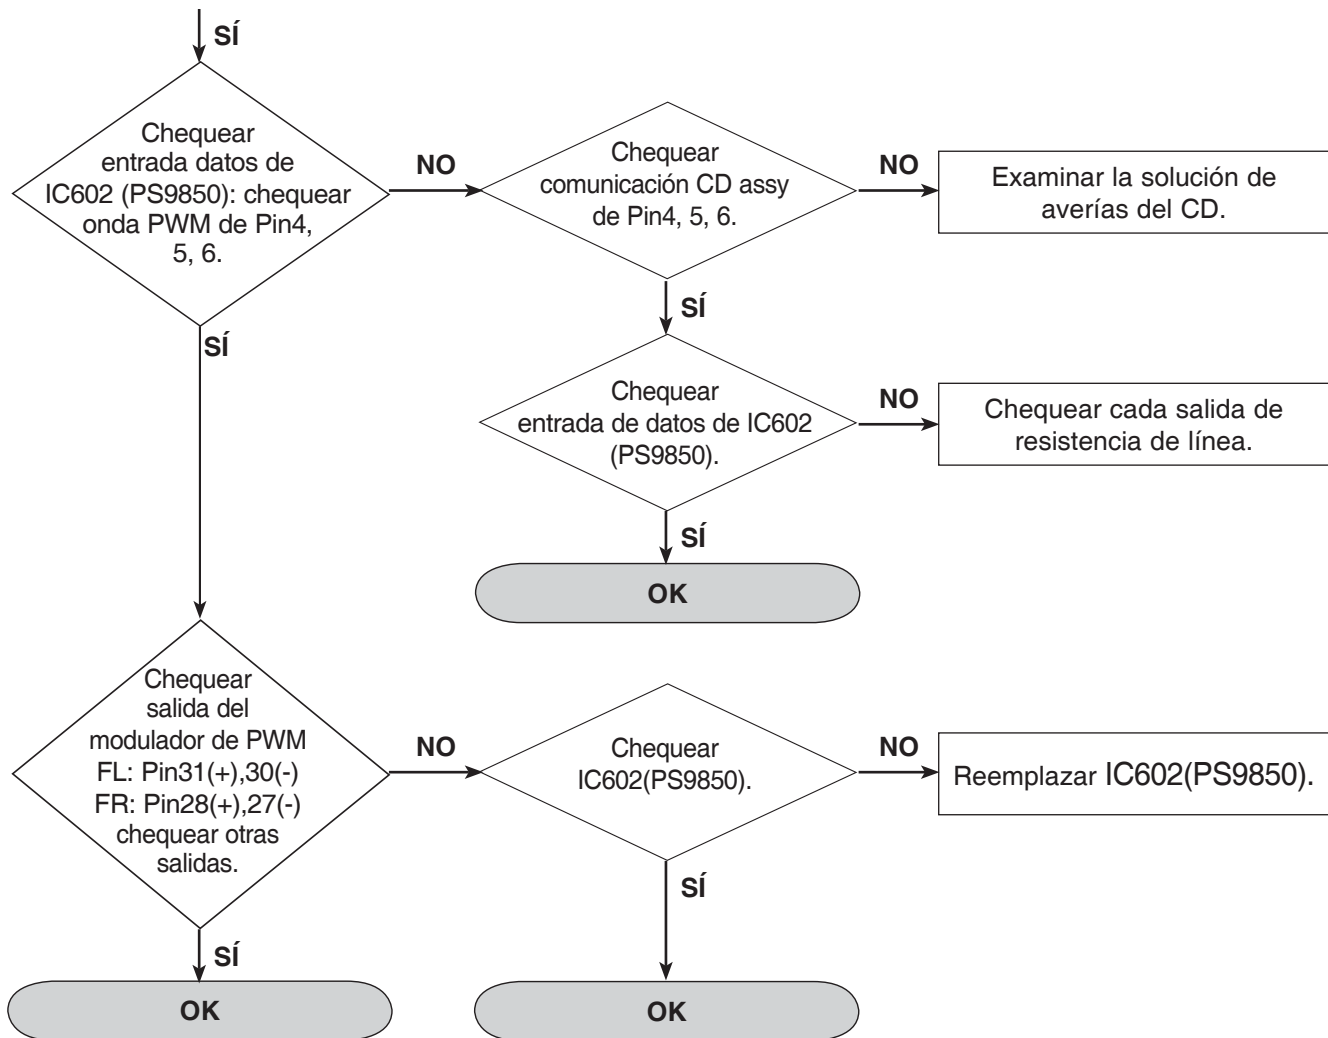 SÍ
Chequear
entrada datos de
IC602 (PS9850): chequear
onda PWM de Pin4,
5, 6.
NO
Chequear
comunicación CD assy
de Pin4, 5, 6.
NO
Examinar la solución de
averías del CD.
SÍ
SÍ
Chequear
entrada de datos de IC602
(PS9850).
NO
Chequear cada salida de
resistencia de línea.
SÍ
OK
Chequear
salida del
modulador de PWM
FL: Pin31(+),30(-)
FR: Pin28(+),27(-)
chequear otras
salidas.
NO
Chequear
IC602(PS9850).
NO
Reemplazar IC602(PS9850).
SÍ
SÍ
OK
OK